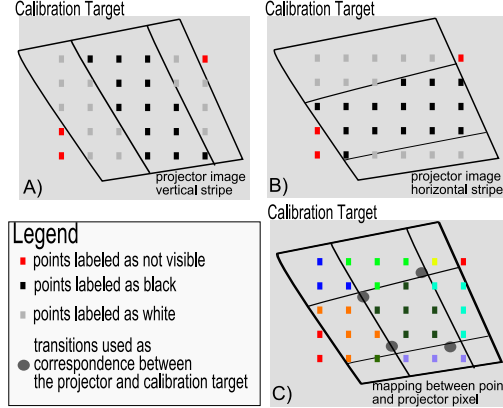 Calibration Target
A)
projector image
vertical stripe
Calibration Target
B)
projector image
horizontal stripe
Legend
points labeled as not visible
points labeled as black
points labeled as white
transitions used as
correspondence between
the projector and calibration target
Calibration Target
C)
mapping between poin
and projector pixel